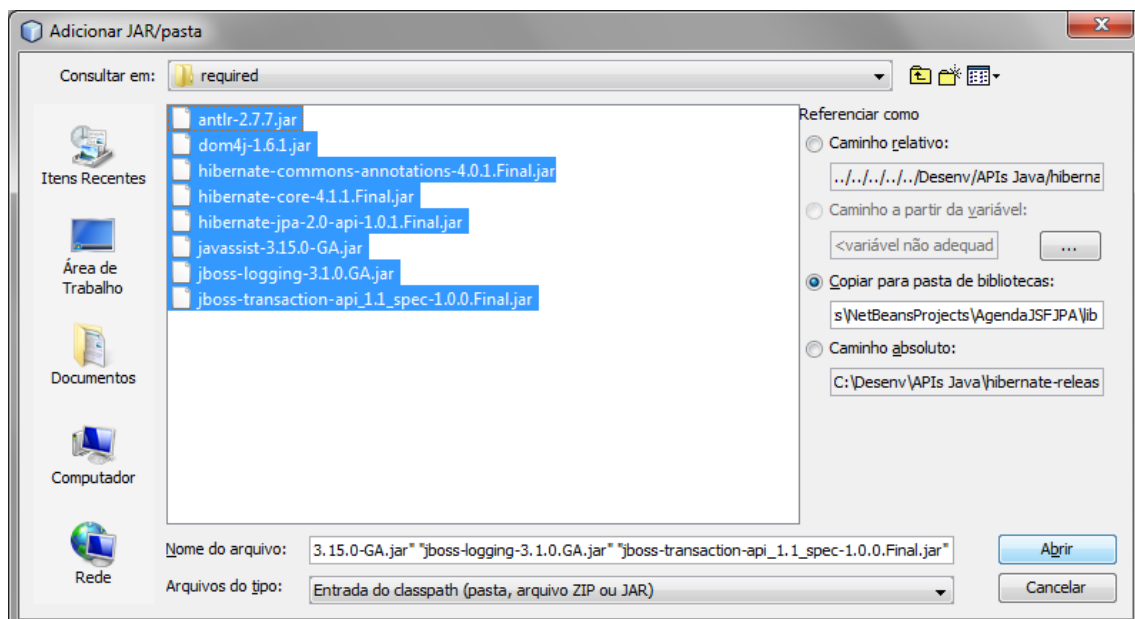 Adicionar JAR/pasta
Consultar em:
required
antlr-2.7.7.jar
dom4j-1.6.1.jar
hibernate-commons-annotations-4.0.1.Final.jar
hibernate-core-4.1.1.Final.jar
hibernate-jpa-2.0-api-1.0.1.Final.jar
javassist-3.15.0-GA.jar
jboss-logging-3.1.0.GA.jar
jboss-transaction-api_1.1_spec-1.0.0.Final.jar
Itens Recentes
Área de
Trabalho
Documentos
Computador
Rede
Referenciar como
Caminho relativo:
../../../../../Desenv/APIs Java/hiberna
Caminho a partir da variável:
<variável não adequad
...
Copiar para pasta de bibliotecas:
s\NetBeansProjects\AgendaJSFJPA\lib
Caminho absoluto:
C:\Desenv\APIs Java\hibernate-releas
Nome do arquivo:
3.15.0-GA.jar" "jboss-logging-3.1.0.GA.jar" "jboss-transaction-api_1.1_spec-1.0.0.Final.jar"
Abrir
Arquivos do tipo:
Entrada do classpath (pasta, arquivo ZIP ou JAR)
Cancelar